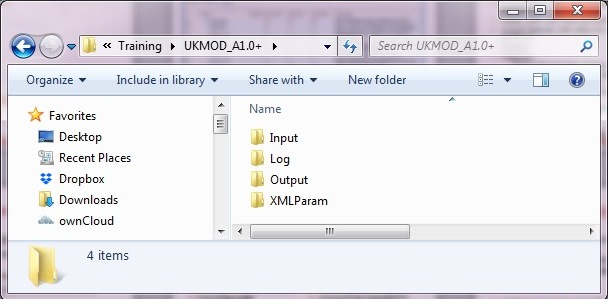 « Training ▸ UKMOD_A1.0+ ▸
Search UKMOD_A1.0+
Organize Include in library Share with New folder
Favorites
Desktop
Recent Places
Dropbox
Downloads
ownCloud
Name
Input
Log
Output
XMLParam
4 items